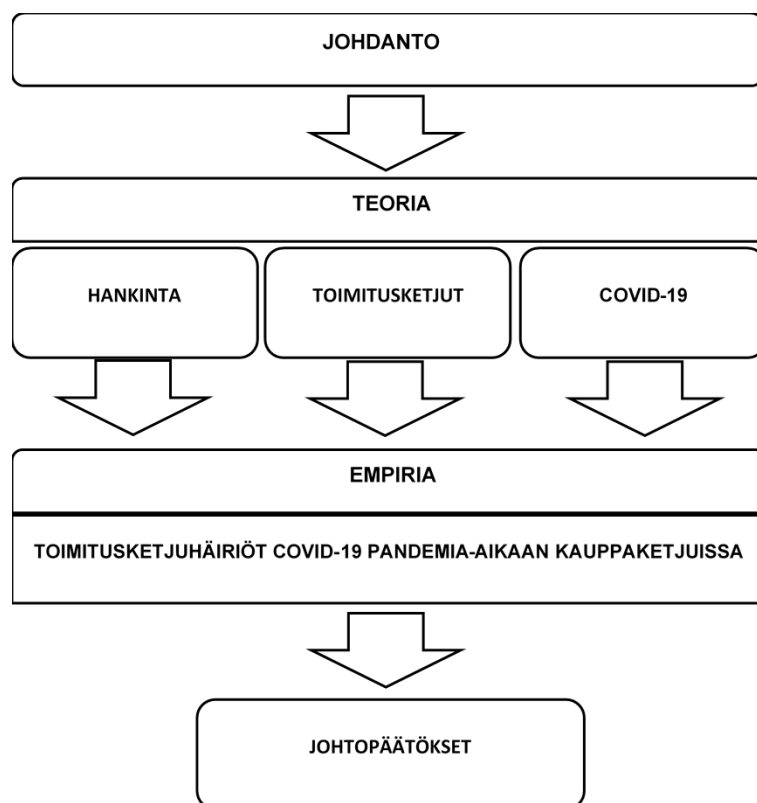 JOHDANTO
TEORIA
HANKINTA
TOIMITUSKETJUT
COVID-19
EMPIRIA
TOIMITUSKETJUHÄIRIÖT COVID-19 PANDEMIA-AIKAAN KAUPPAKETJUISSA
JOHTOPÄÄTÖKSET